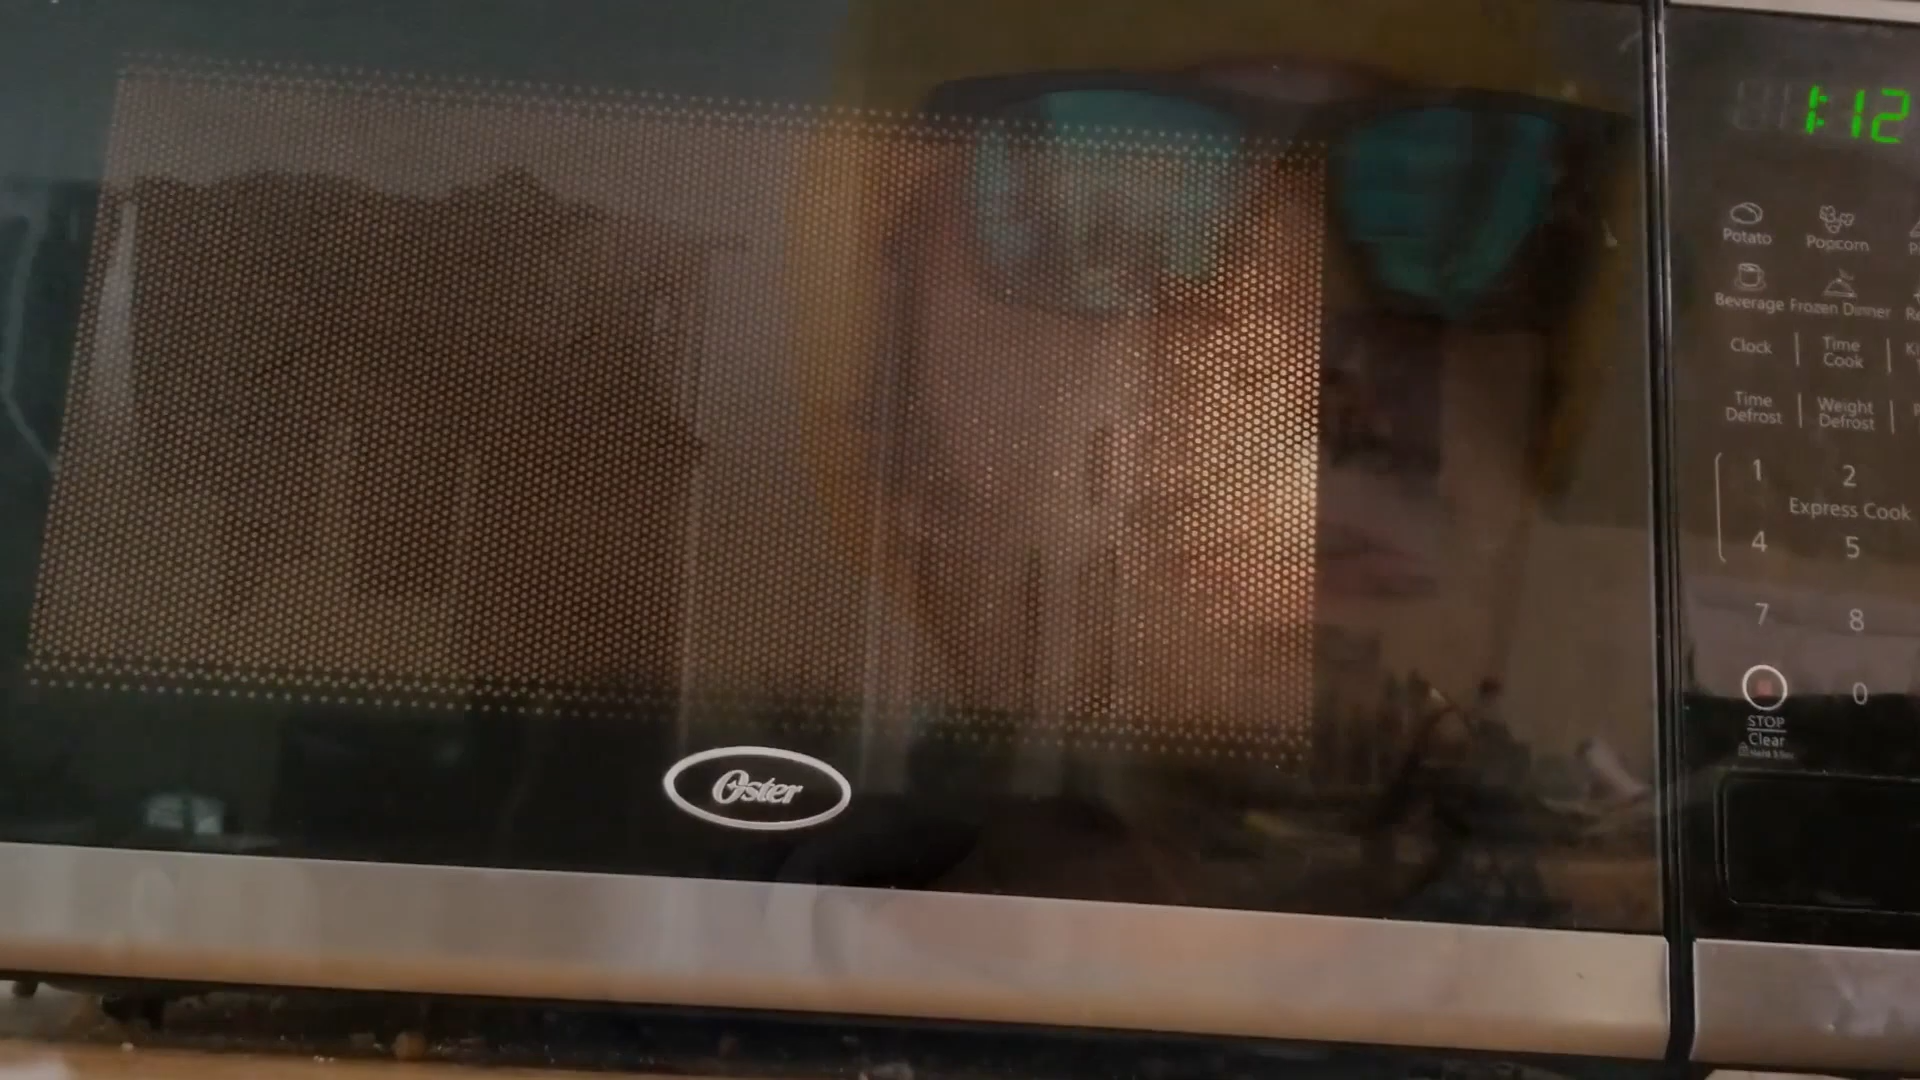 1:12
Potato Popcorn
Beverage Frozen Dinner
Clock Time Cook
Time Defrost Weight Defrost
1 2
Express Cook
4 5
7 8
0
STOP
Clear
Oster